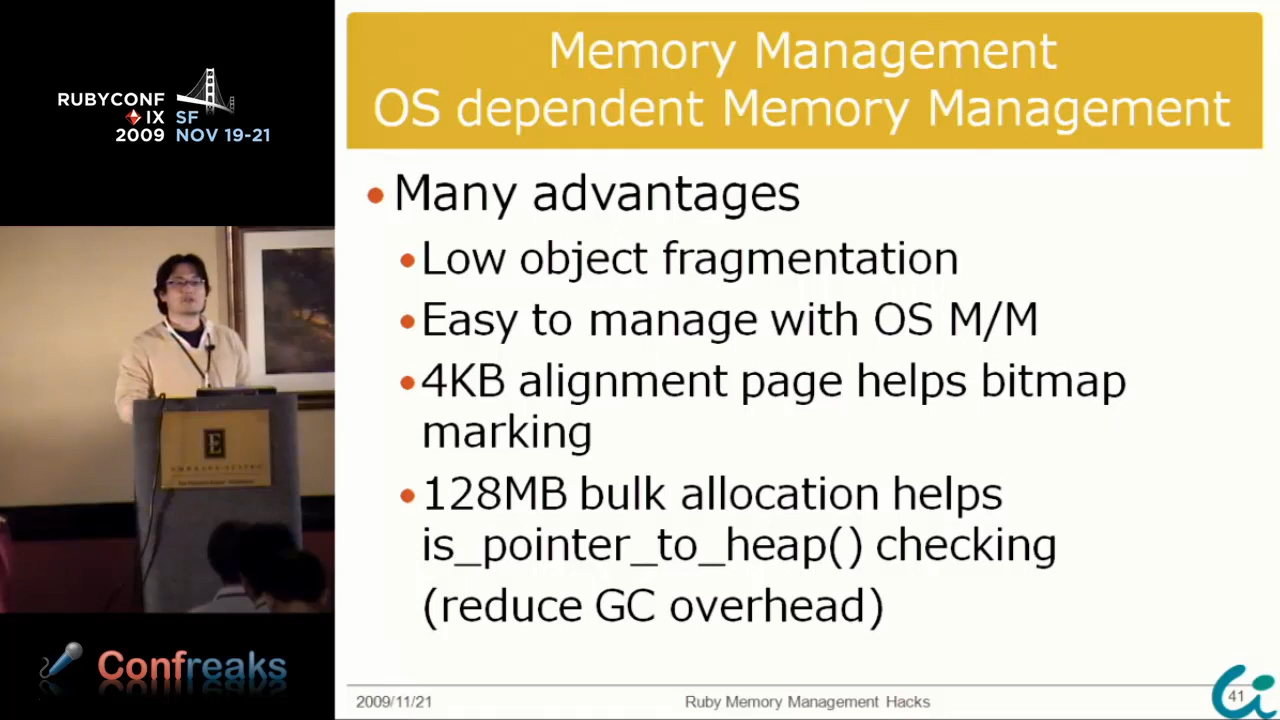 RUBYCONF
IX SF
2009 NOV 19-21
Memory Management
OS dependent Memory Management
• Many advantages
• Low object fragmentation
• Easy to manage with OS M/M
• 4KB alignment page helps bitmap
marking
• 128MB bulk allocation helps
is_pointer_to_heap() checking
(reduce GC overhead)
E
EMBASSY SUITES
Confreaks
2009/11/21
Ruby Memory Management Hacks
41